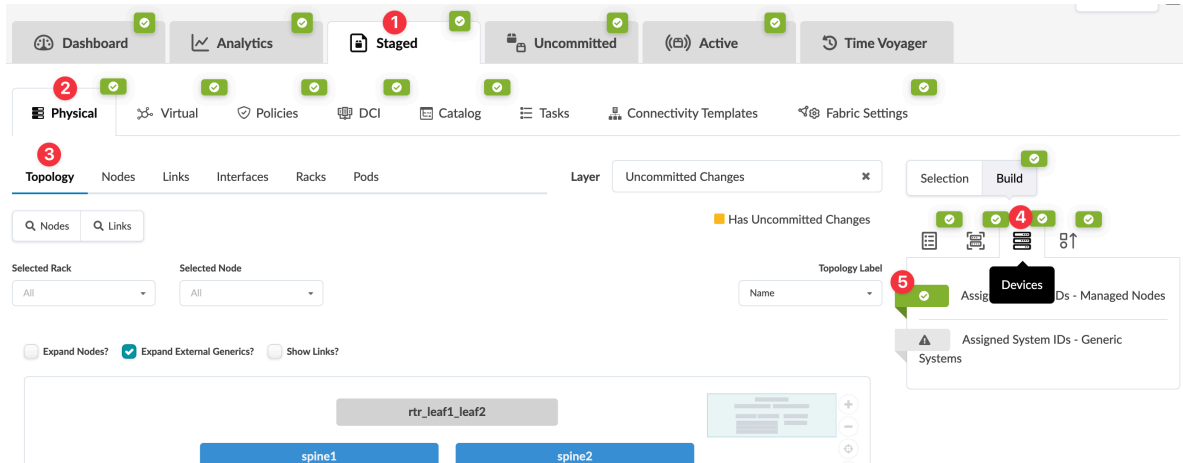 1
Dashboard Analytics Staged Uncommitted Active Time Voyager
2
Physical Virtual Policies DCI Catalog Tasks Connectivity Templates Fabric Settings
3
Topology Nodes Links Interfaces Racks Pods Layer Uncommitted Changes Selection Build
Nodes Links Has Uncommitted Changes
4
Selected Rack Selected Node Topology Label
Devices
5
All All Name
Assig Ds - Managed Nodes
Assigned System IDs - Generic
Systems
Expand Nodes? Expand External Generics? Show Links?
rtr_leaf1_leaf2
spine1 spine2